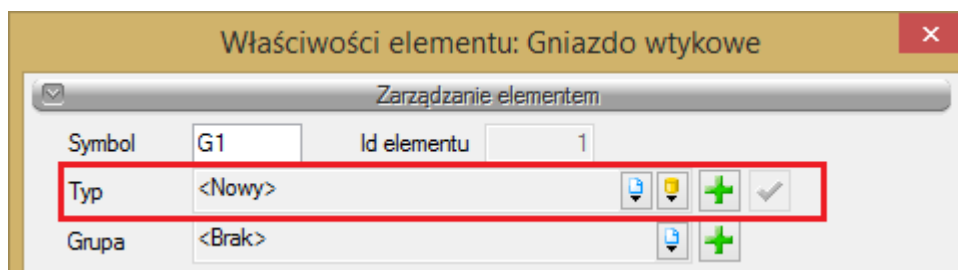 Właściwości elementu: Gniazdo wtykowe
Zarządzanie elementem
Symbol G1 Id elementu 1
Typ <Nowy>
Grupa <Brak>